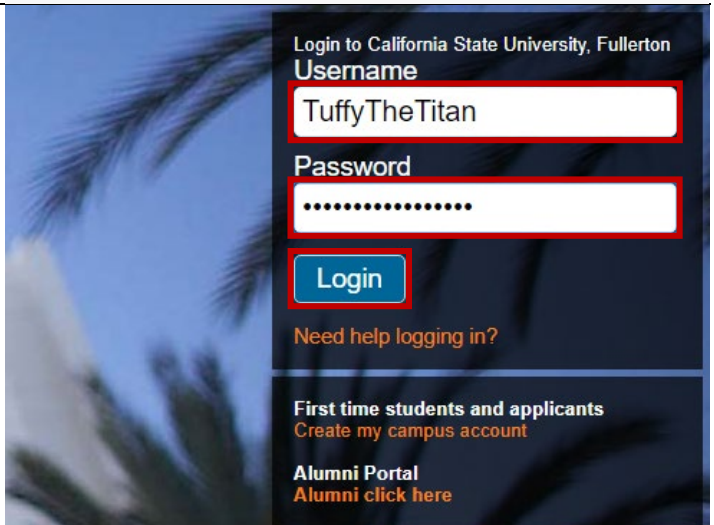 Login to California State University, Fullerton
Username
TuffyTheTitan
Password
•••••••••••••••••
Login
Need help logging in?
First time students and applicants
Create my campus account
Alumni Portal
Alumni click here